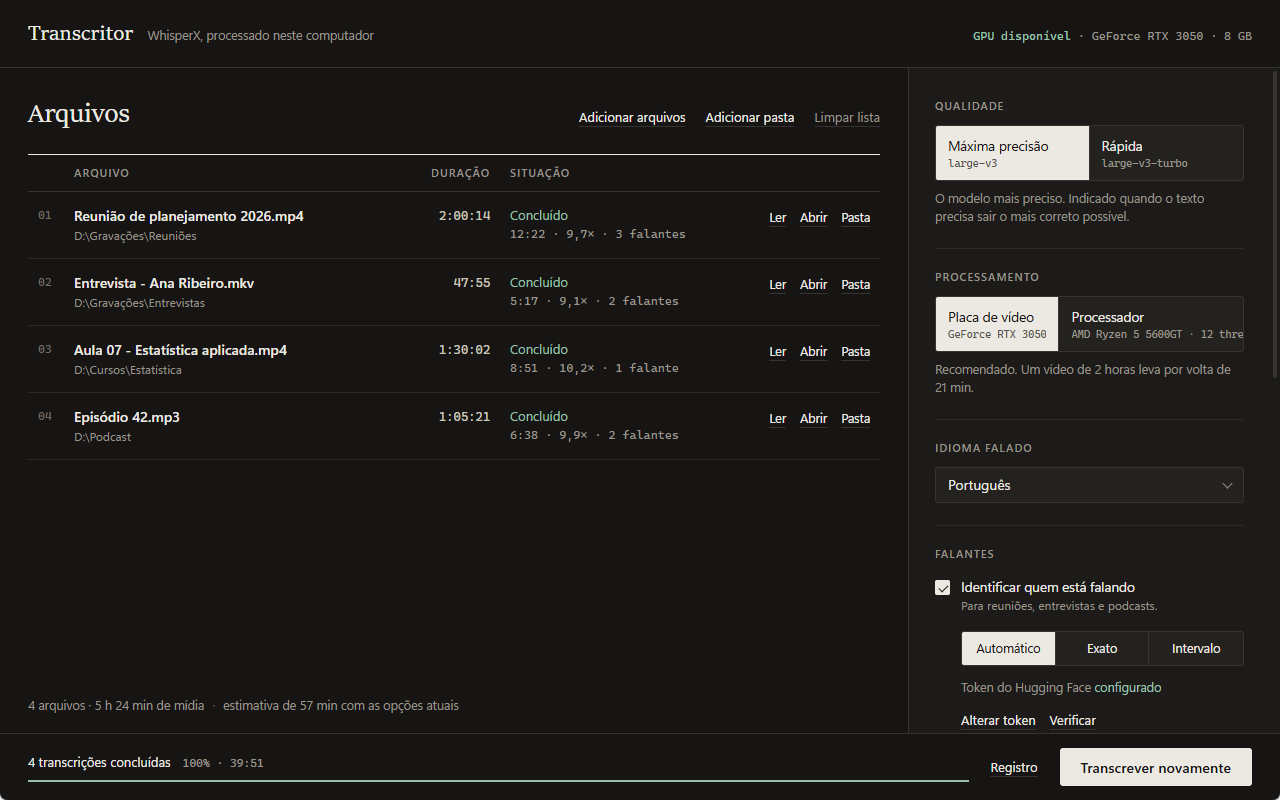 Transcritor WhisperX, processado neste computador
GPU disponível · GeForce RTX 3050 · 8 GB
Arquivos
Adicionar arquivos Adicionar pasta Limpar lista
ARQUIVO DURAÇÃO SITUAÇÃO
01 Reunião de planejamento 2026.mp4 2:00:14 Concluído Ler Abrir Pasta
D:\Gravações\Reuniões 12:22 · 9,7× · 3 falantes
02 Entrevista - Ana Ribeiro.mkv 47:55 Concluído Ler Abrir Pasta
D:\Gravações\Entrevistas 5:17 · 9,1× · 2 falantes
03 Aula 07 - Estatística aplicada.mp4 1:30:02 Concluído Ler Abrir Pasta
D:\Cursos\Estatística 8:51 · 10,2× · 1 falante
04 Episódio 42.mp3 1:05:21 Concluído Ler Abrir Pasta
D:\Podcast 6:38 · 9,9× · 2 falantes
4 arquivos · 5 h 24 min de mídia · estimativa de 57 min com as opções atuais
QUALIDADE
Máxima precisão Rápida
large-v3 large-v3-turbo
O modelo mais preciso. Indicado quando o texto
precisa sair o mais correto possível.
PROCESSAMENTO
Placa de vídeo Processador
GeForce RTX 3050 AMD Ryzen 5 5600GT · 12 thre
Recomendado. Um vídeo de 2 horas leva por volta de
21 min.
IDIOMA FALADO
Português
FALANTES
Identificar quem está falando
Para reuniões, entrevistas e podcasts.
Automático Exato Intervalo
Token do Hugging Face configurado
Alterar token Verificar
4 transcrições concluídas 100% · 39:51
Registro Transcrever novamente